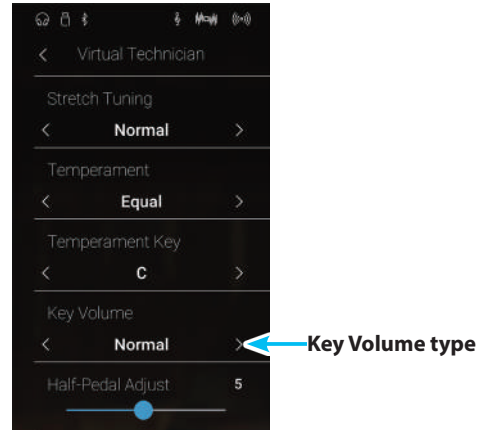 Virtual Technician
Stretch Tuning
Normal
Temperament
Equal
Temperament Key
C
Key Volume
Normal
Key Volume type
Half-Pedal Adjust 5